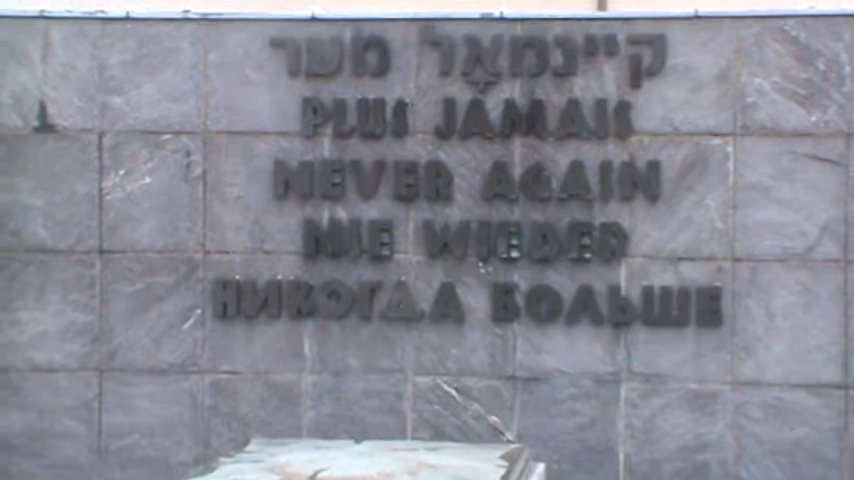 קיינמאָל מער
PLUS JAMAIS
NEVER AGAIN
NIE WIEDER
НИКОГДА БОЛЬШЕ